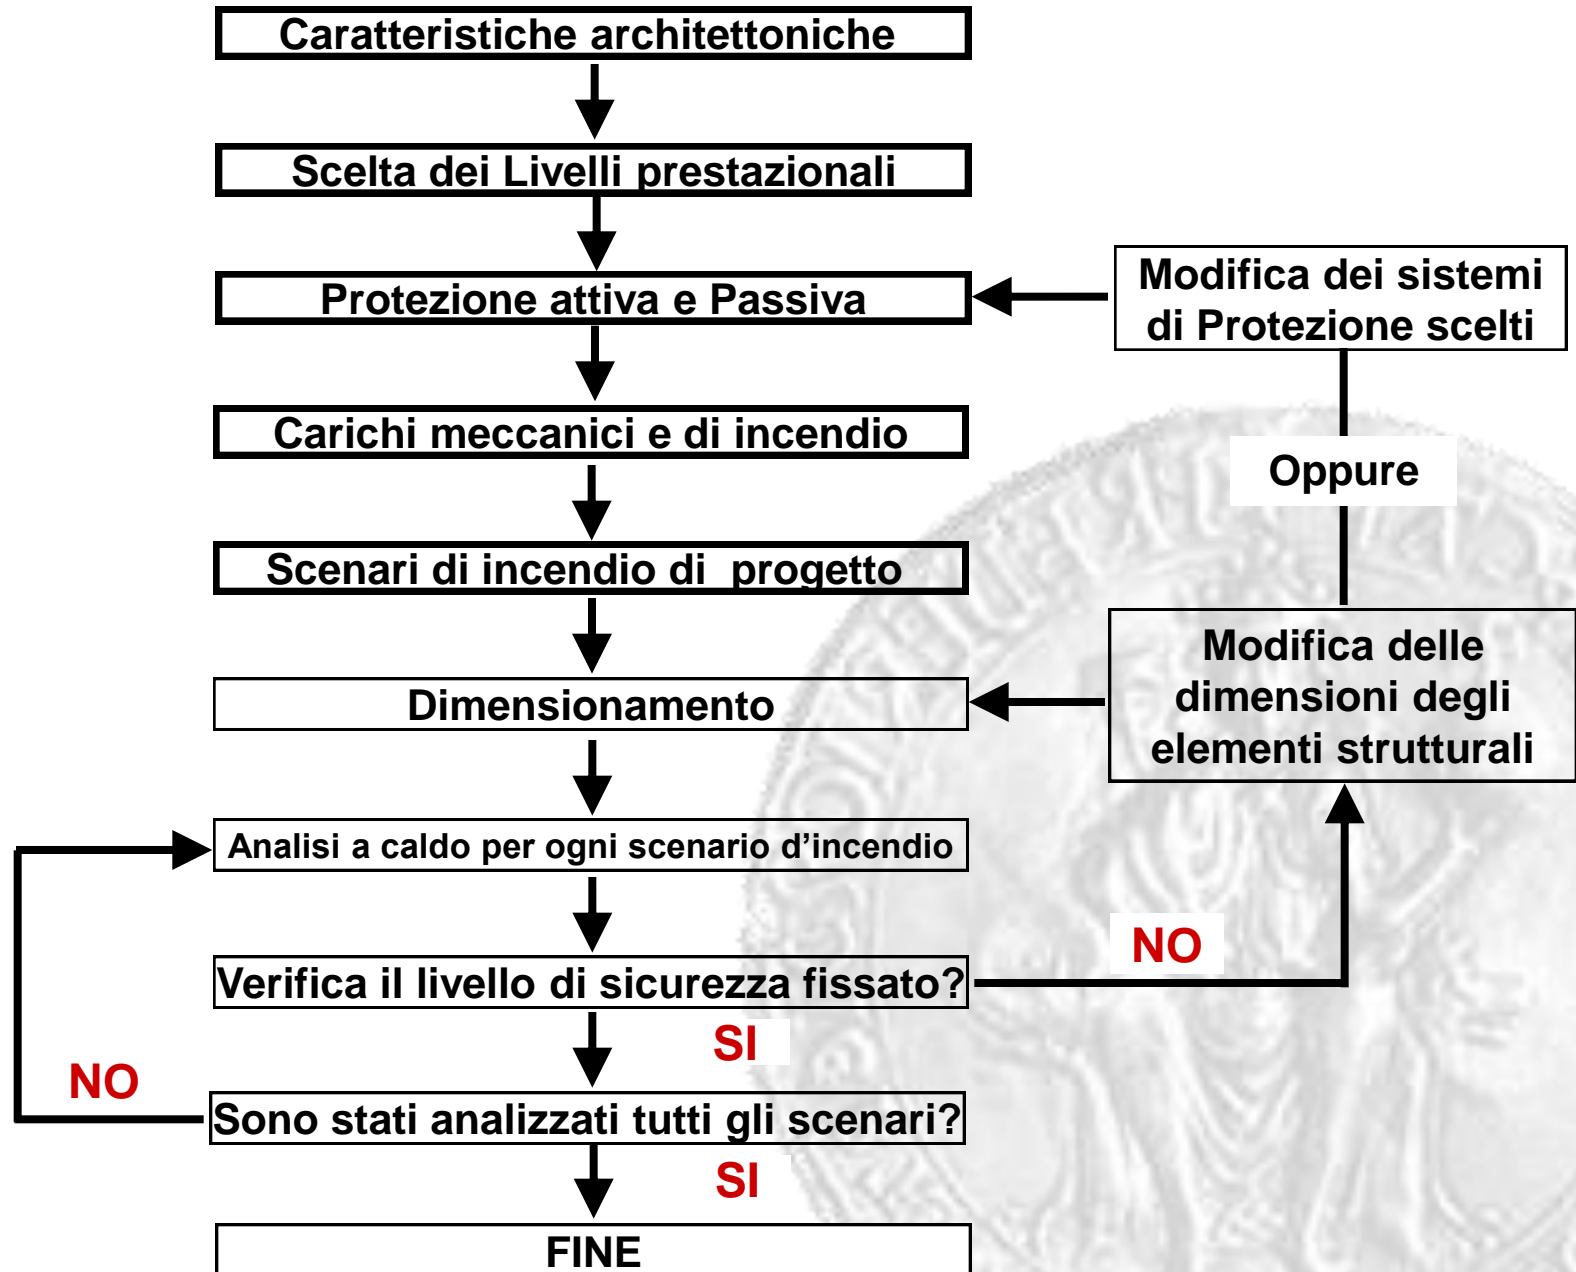 Caratteristiche architettoniche
Scelta dei Livelli prestazionali
Protezione attiva e Passiva
Modifica dei sistemi
di Protezione scelti
Carichi meccanici e di incendio
Oppure
Scenari di incendio di progetto
Dimensionamento
Modifica delle
dimensioni degli
elementi strutturali
Analisi a caldo per ogni scenario d'incendio
Verifica il livello di sicurezza fissato?
NO
SI
NO
Sono stati analizzati tutti gli scenari?
SI
FINE